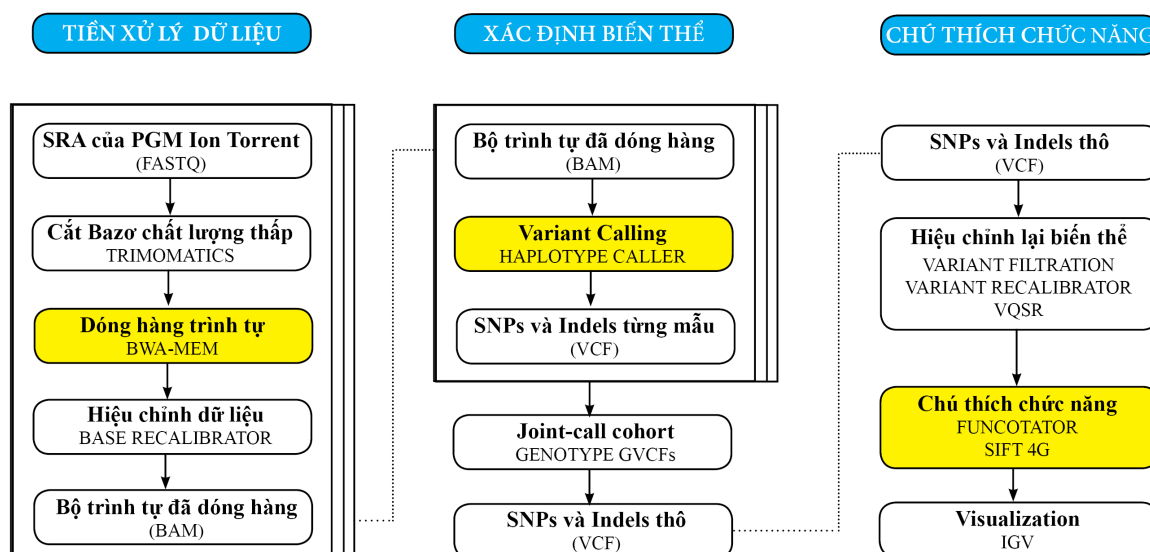 TIỀN XỬ LÝ DỮ LIỆU
SRA của PGM Ion Torrent
(FASTQ)
Cắt Bazơ chất lượng thấp
TRIMOMATICS
Dóng hàng trình tự
BWA-MEM
Hiệu chỉnh dữ liệu
BASE RECALIBRATOR
Bộ trình tự đã dóng hàng
(BAM)
XÁC ĐỊNH BIẾN THỂ
Bộ trình tự đã dóng hàng
(BAM)
Variant Calling
HAPLOTYPE CALLER
SNPs và Indels từng mẫu
(VCF)
Joint-call cohort
GENOTYPE GVCFs
SNPs và Indels thô
(VCF)
CHÚ THÍCH CHỨC NĂNG
SNPs và Indels thô
(VCF)
Hiệu chỉnh lại biến thể
VARIANT FILTRATION
VARIANT RECALIBRATOR
VQSR
Chú thích chức năng
FUNCOTATOR
SIFT 4G
Visualization
IGV